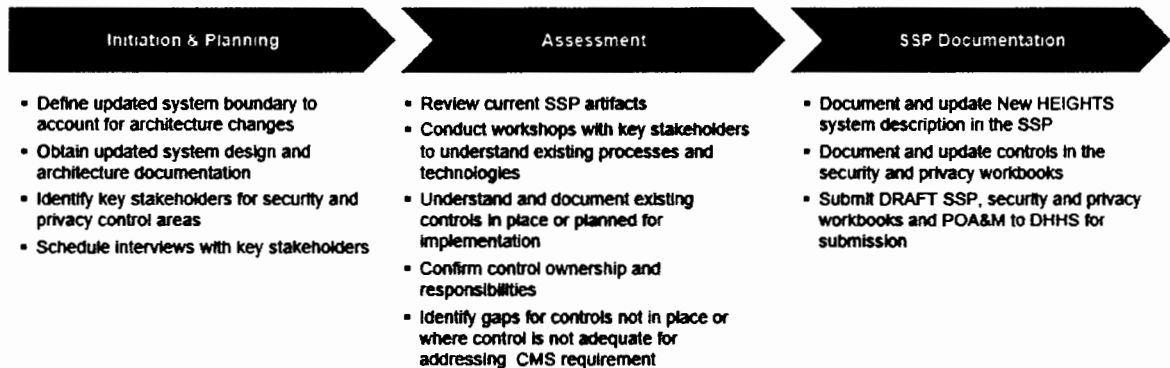 Initiation & Planning
▪ Define updated system boundary to
account for architecture changes
▪ Obtain updated system design and
architecture documentation
▪ Identify key stakeholders for security and
privacy control areas
▪ Schedule interviews with key stakeholders
Assessment
▪ Review current SSP artifacts
▪ Conduct workshops with key stakeholders
to understand existing processes and
technologies
▪ Understand and document existing
controls in place or planned for
implementation
▪ Confirm control ownership and
responsibilities
▪ Identify gaps for controls not in place or
where control is not adequate for
addressing CMS requirement
SSP Documentation
▪ Document and update New HEIGHTS
system description in the SSP
▪ Document and update controls in the
security and privacy workbooks
▪ Submit DRAFT SSP, security and privacy
workbooks and POA&M to DHHS for
submission